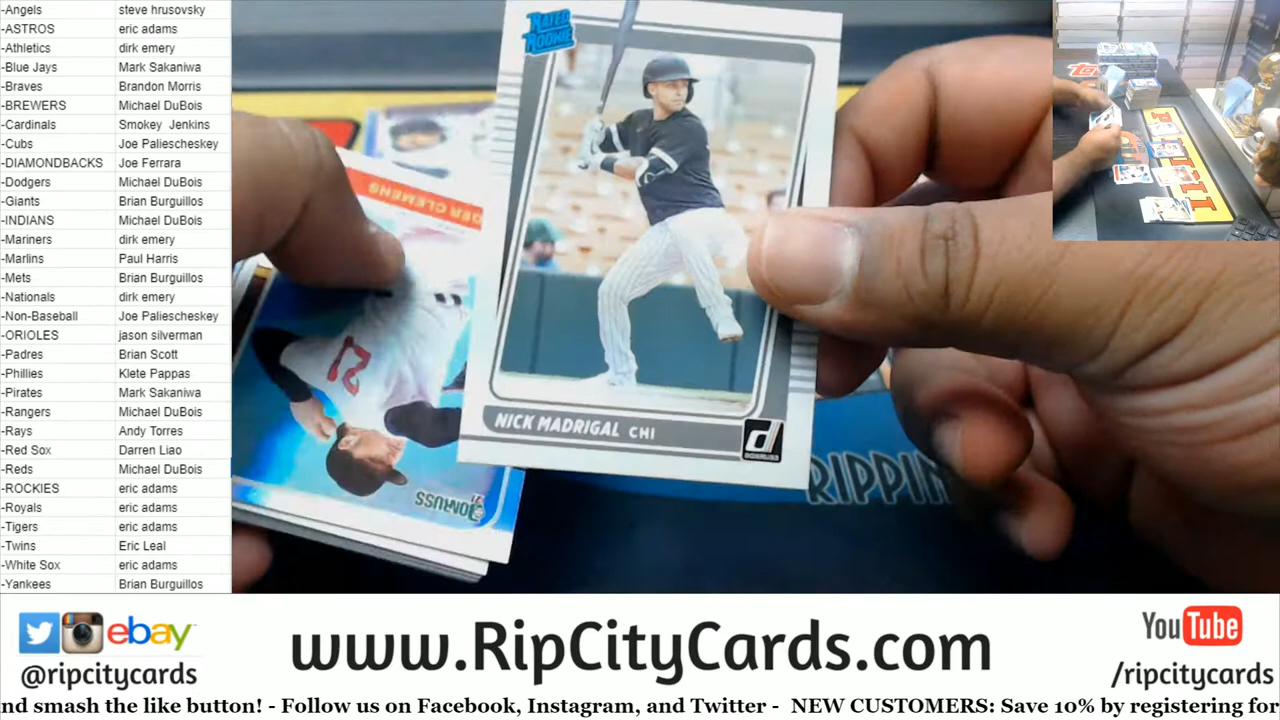 -Angels steve hrusovsky
-ASTROS eric adams
-Athletics dirk emery
-Blue Jays Mark Sakaniwa
-Braves Brandon Morris
-BREWERS Michael DuBois
-Cardinals Smokey Jenkins
-Cubs Joe Paliescheskey
-DIAMONDBACKS Joe Ferrara
-Dodgers Michael DuBois
-Giants Brian Burguillos
-INDIANS Michael DuBois
-Mariners dirk emery
-Marlins Paul Harris
-Mets Brian Burguillos
-Nationals dirk emery
-Non-Baseball Joe Paliescheskey
-ORIOLES jason silverman
-Padres Brian Scott
-Phillies Klete Pappas
-Pirates Mark Sakaniwa
-Rangers Michael DuBois
-Rays Andy Torres
-Red Sox Darren Liao
-Reds Michael DuBois
-ROCKIES eric adams
-Royals eric adams
-Tigers eric adams
-Twins Eric Leal
-White Sox eric adams
-Yankees Brian Burguillos
RATED
ROOKIE
NICK MADRIGAL CHI
d
DONRUSS
DER CLEMENS
21
DONRUSS
RIPPIN
ebay
@ripcitycards
www.RipCityCards.com
YouTube
/ripcitycards
nd smash the like button! - Follow us on Facebook, Instagram, and Twitter - NEW CUSTOMERS: Save 10% by registering for